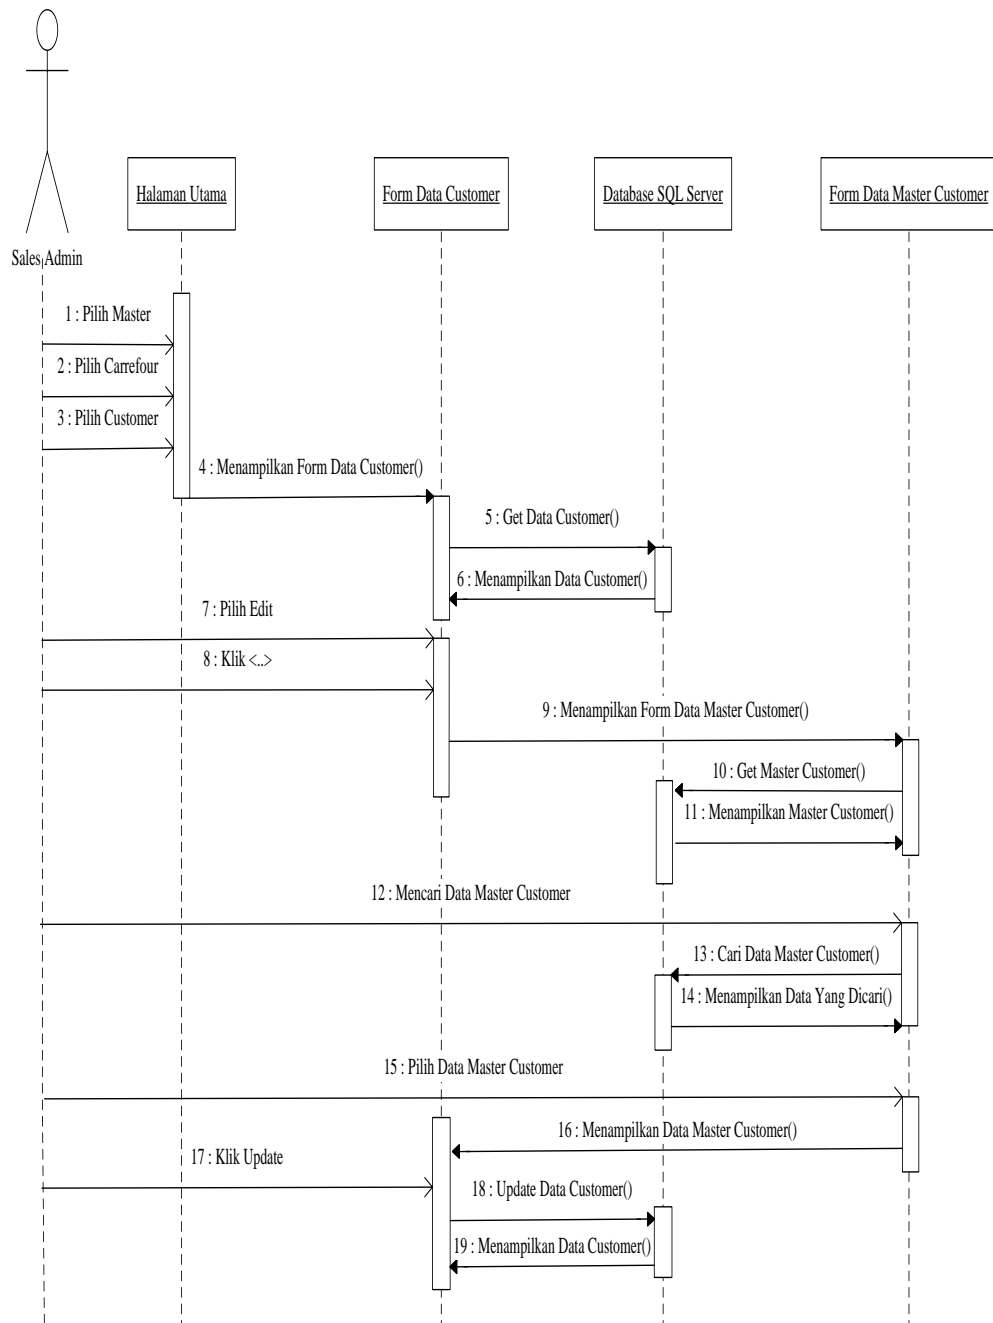 Halaman Utama
Form Data Customer
Database SQL Server
Form Data Master Customer
Sales Admin
1 : Pilih Master
2 : Pilih Carrefour
3 : Pilih Customer
4 : Menampilkan Form Data Customer()
5 : Get Data Customer()
6 : Menampilkan Data Customer()
7 : Pilih Edit
8 : Klik <..>
9 : Menampilkan Form Data Master Customer()
10 : Get Master Customer()
11 : Menampilkan Master Customer()
12 : Mencari Data Master Customer
13 : Cari Data Master Customer()
14 : Menampilkan Data Yang Dicari()
15 : Pilih Data Master Customer
16 : Menampilkan Data Master Customer()
17 : Klik Update
18 : Update Data Customer()
19 : Menampilkan Data Customer()